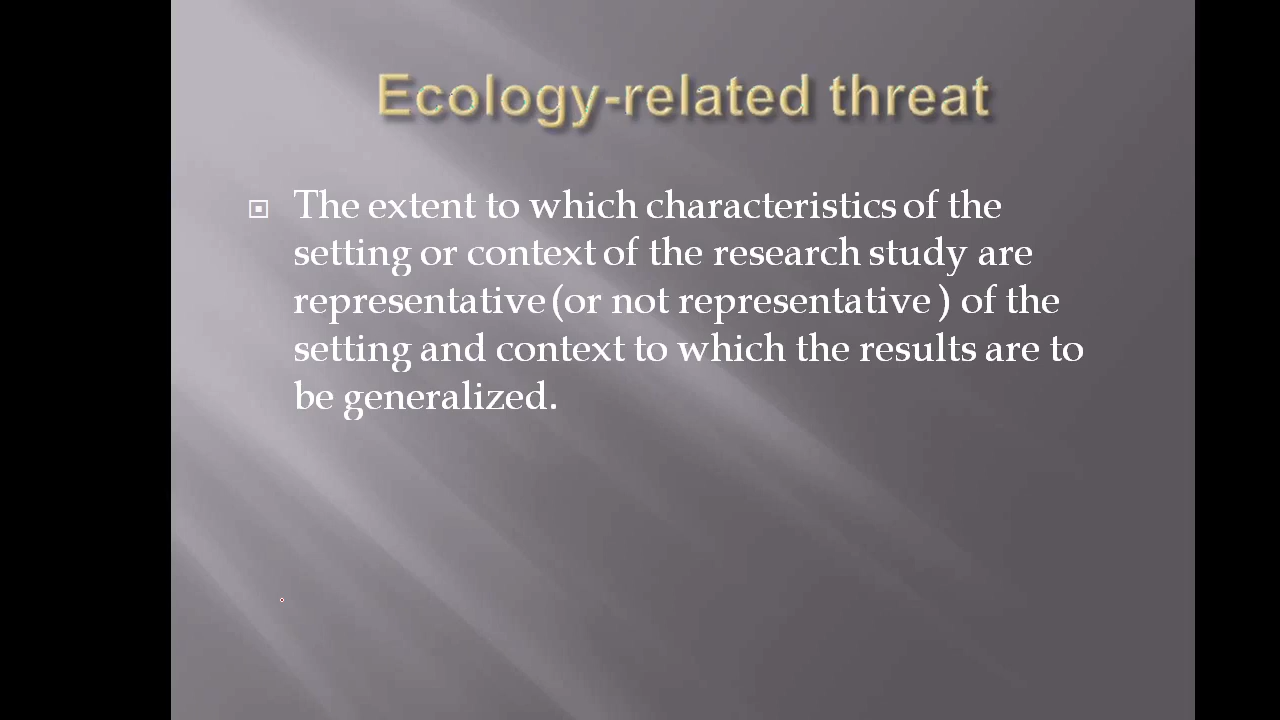 Ecology-related threat
The extent to which characteristics of the
setting or context of the research study are
representative (or not representative ) of the
setting and context to which the results are to
be generalized.